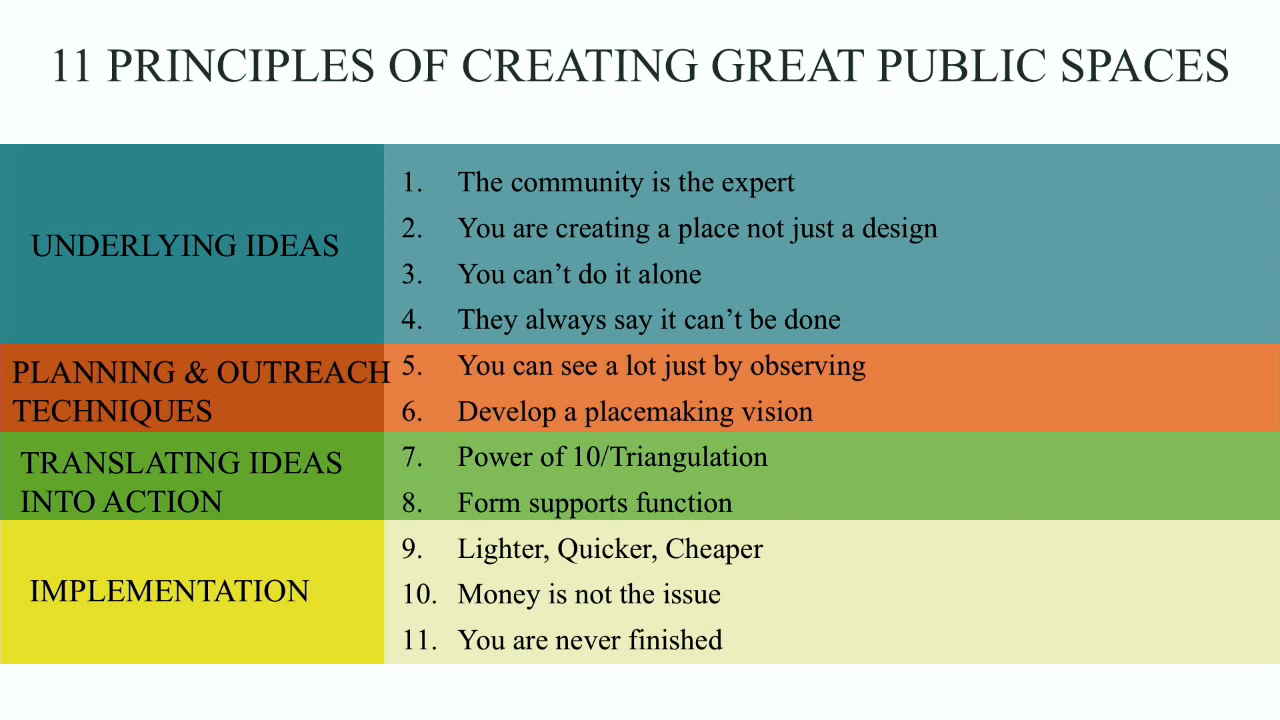 11 PRINCIPLES OF CREATING GREAT PUBLIC SPACES
UNDERLYING IDEAS
1. The community is the expert
2. You are creating a place not just a design
3. You can’t do it alone
4. They always say it can’t be done
PLANNING & OUTREACH
TECHNIQUES
5. You can see a lot just by observing
6. Develop a placemaking vision
TRANSLATING IDEAS
INTO ACTION
7. Power of 10/Triangulation
8. Form supports function
IMPLEMENTATION
9. Lighter, Quicker, Cheaper
10. Money is not the issue
11. You are never finished